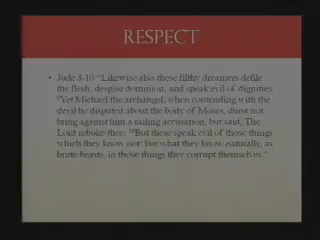 RESPECT
• Jude 8-10 "Likewise also these filthy dreamers defile
the flesh, despise dominion, and speak evil of dignities.
⁹Yet Michael the archangel, when contending with the
devil he disputed about the body of Moses, durst not
bring against him a railing accusation, but said, The
Lord rebuke thee. ¹⁰But these speak evil of those things
which they know not: but what they know naturally, as
brute beasts, in those things they corrupt themselves."